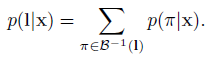 p(l|x) = ∑ p(π|x).
π∈ℬ⁻¹(l)